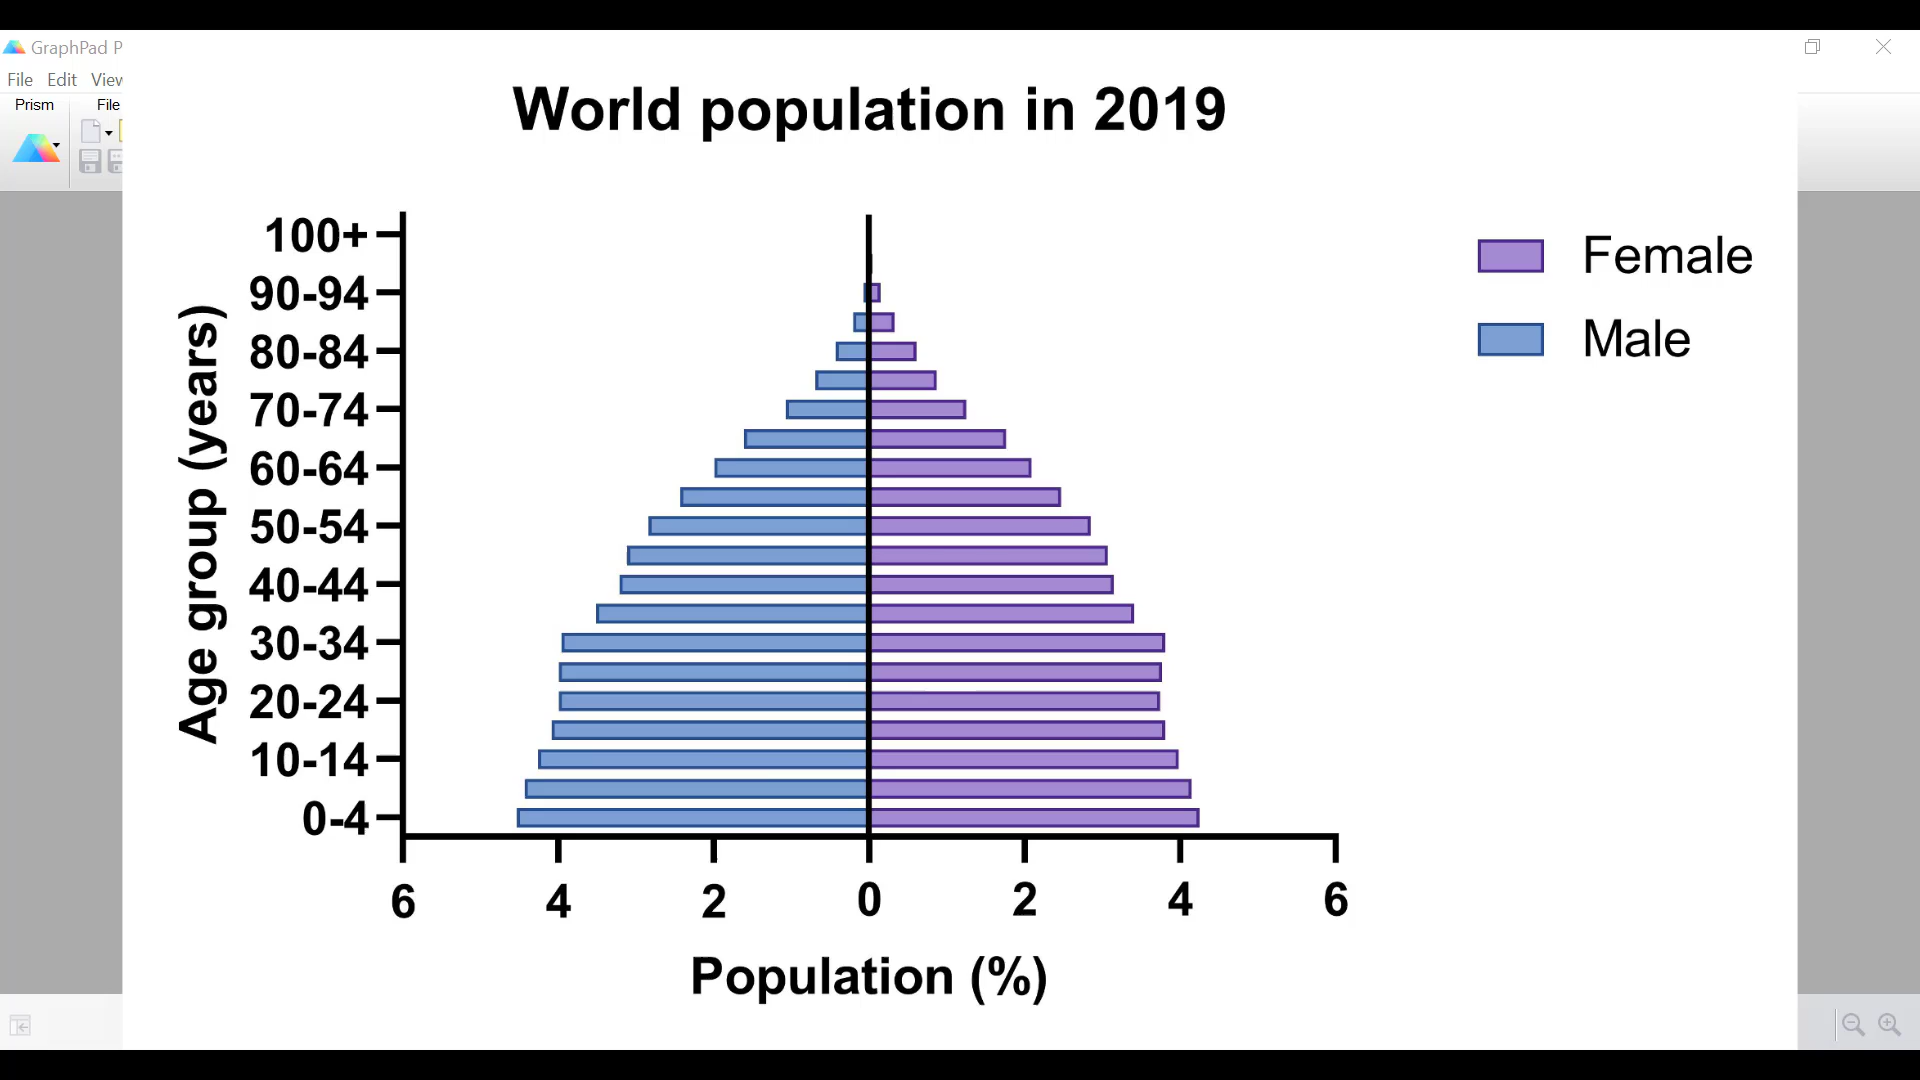 GraphPad P
File Edit View
Prism File
World population in 2019
100+
90-94
80-84
70-74
60-64
50-54
40-44
30-34
20-24
10-14
0-4
Age group (years)
6 4 2 0 2 4 6
Population (%)
Female
Male